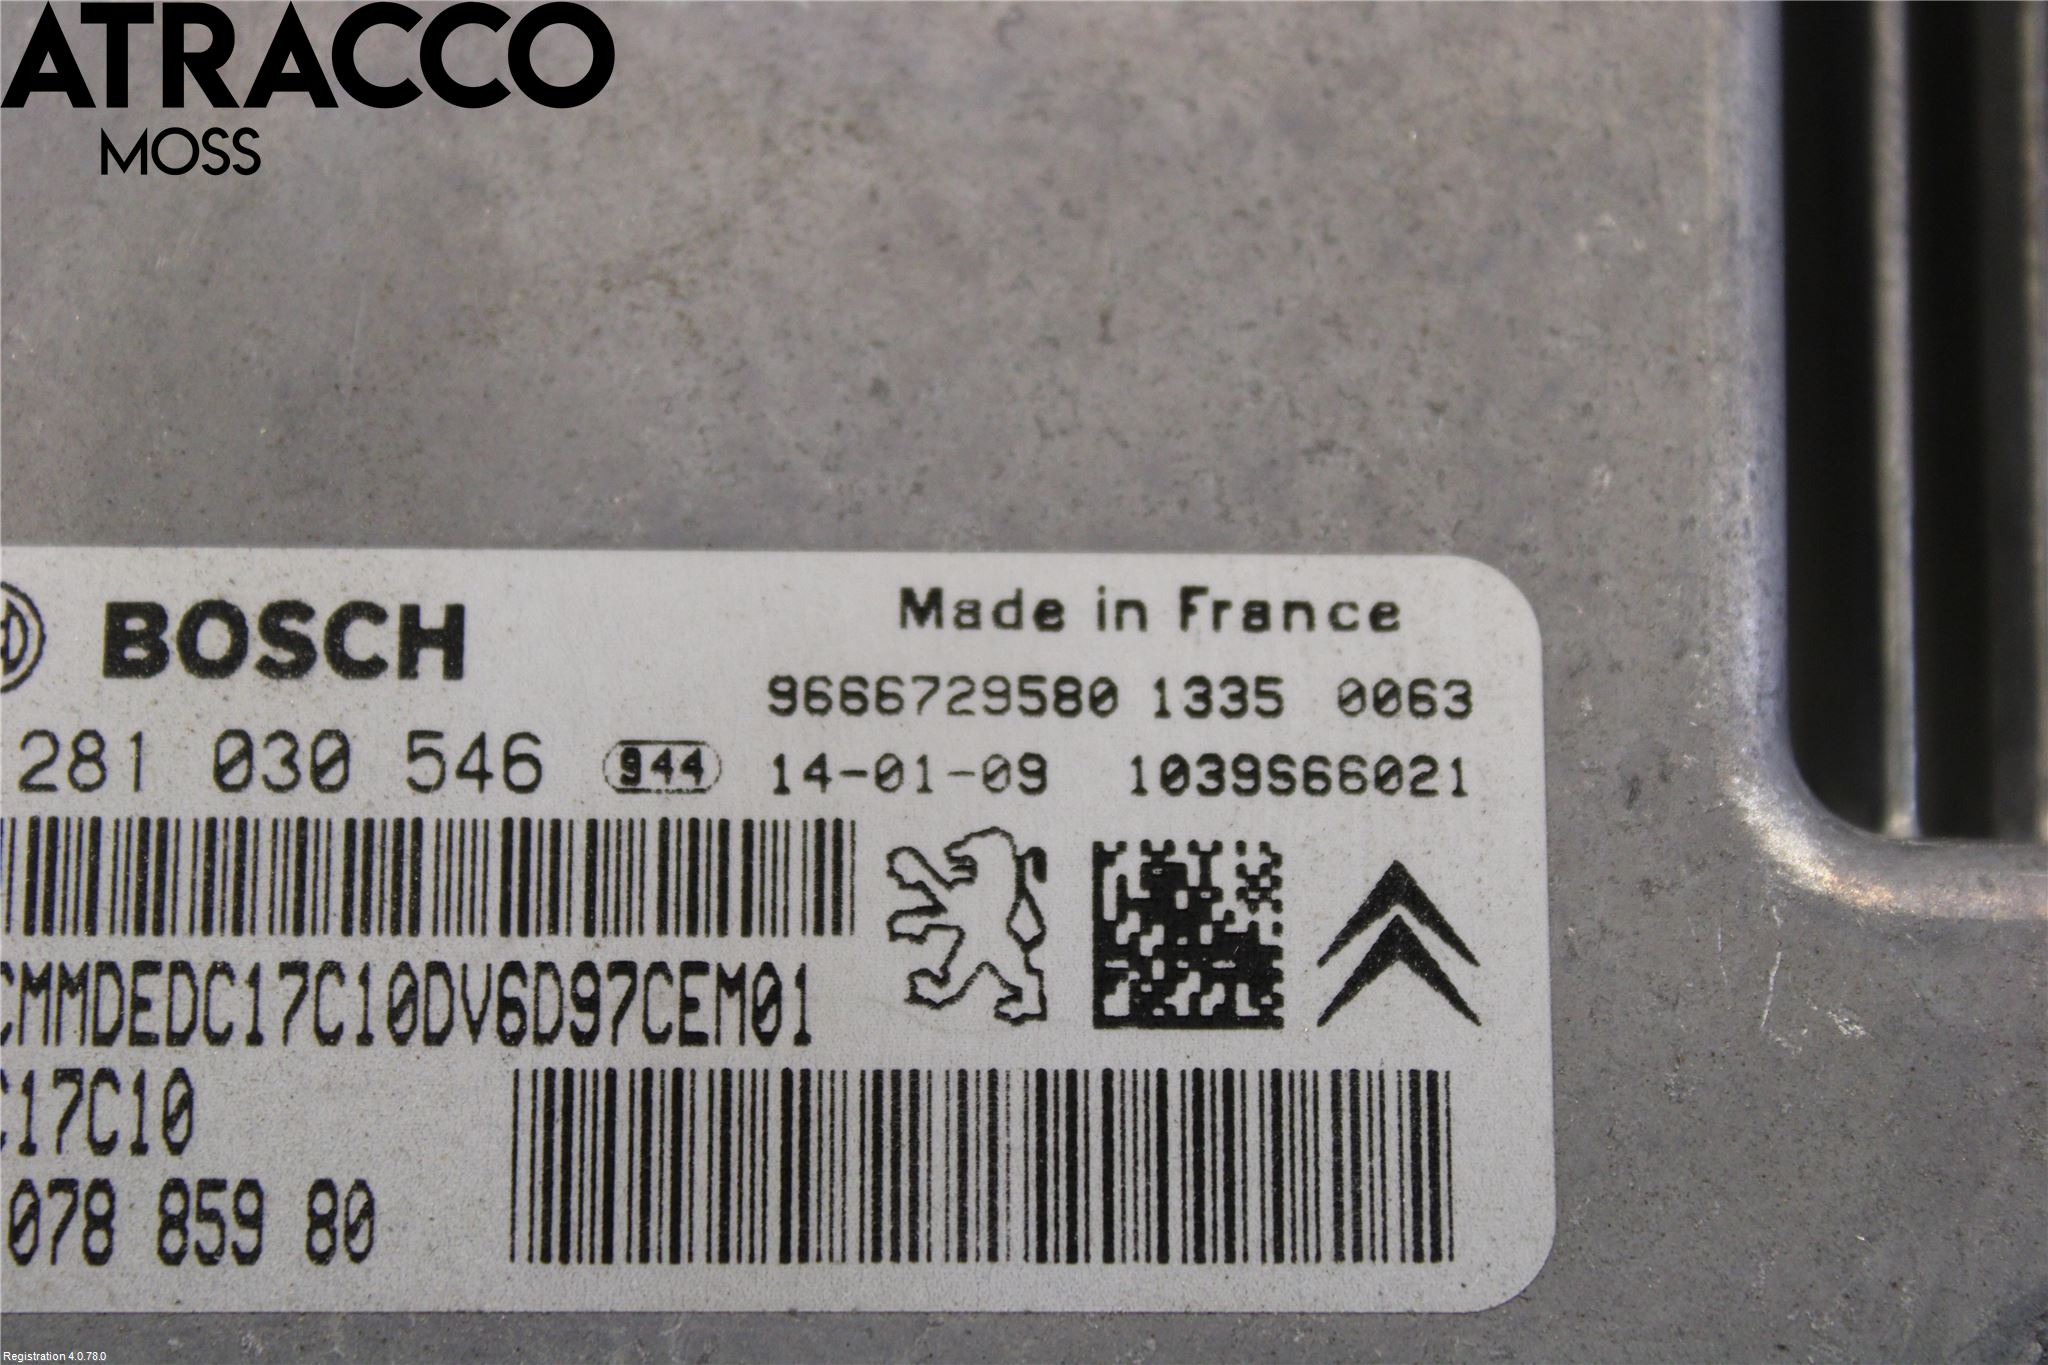 ATRACCO
MOSS
BOSCH
Made in France
9666729580 1335 0063
281 030 546 944 14-01-09 1039S66021
CMMDEDC17C10DV6D97CEM01
C17C10
078 859 80
Registration 4.0.78.0